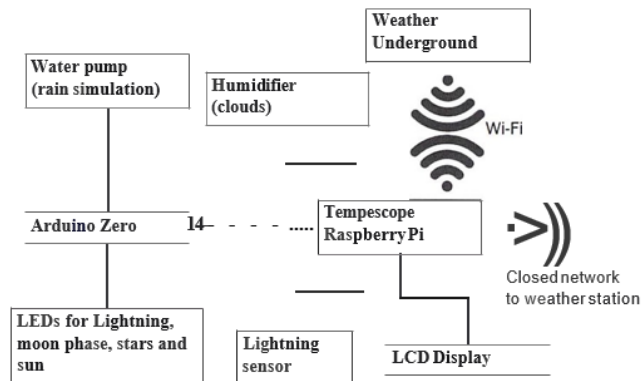 Weather
Underground
Water pump
(rain simulation)
Humidifier
(clouds)
Wi-Fi
Arduino Zero
14
Tempescope
Raspberry Pi
Closed network
to weather station
LEDs for Lightning,
moon phase, stars and
sun
Lightning
sensor
LCD Display